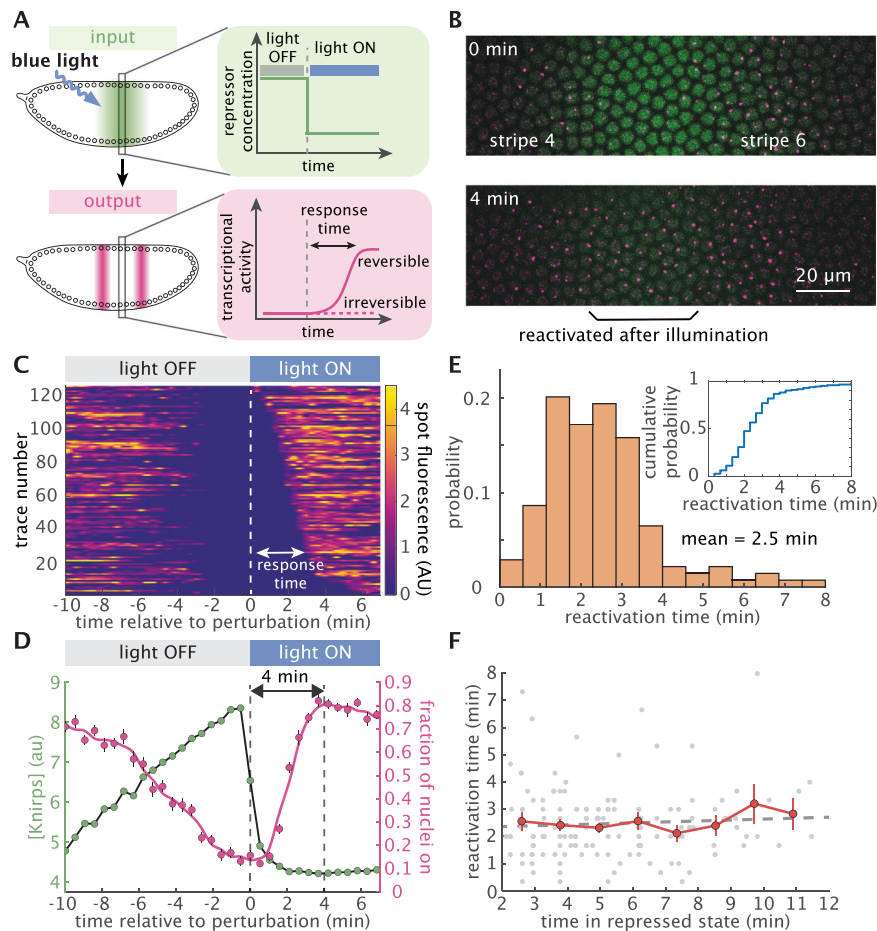 A
input
blue light
output
light
OFF
light ON
repressor
concentration
time
response
time
transcriptional
activity
reversible
irreversible
time
B
0 min
stripe 4
stripe 6
4 min
20 µm
reactivated after illumination
C
light OFF
light ON
trace number
120
100
80
60
40
20
response
time
-10 -8 -6 -4 -2 0 2 4 6
time relative to perturbation (min)
4
3
2
1
0
spot fluorescence (AU)
D
light OFF
light ON
4 min
[Knirps] (au)
9
8
7
6
5
4
0.9
0.8
0.7
0.6
0.5
0.4
0.3
0.2
0.1
0
fraction of nuclei on
-10 -8 -6 -4 -2 0 2 4 6
time relative to perturbation (min)
E
probability
0.2
0.1
0
0 1 2 3 4 5 6 7 8
reactivation time (min)
mean = 2.5 min
cumulative
probability
1
0.5
0
0 2 4 6 8
reactivation time (min)
F
reactivation time (min)
8
7
6
5
4
3
2
1
0
2 3 4 5 6 7 8 9 10 11 12
time in repressed state (min)